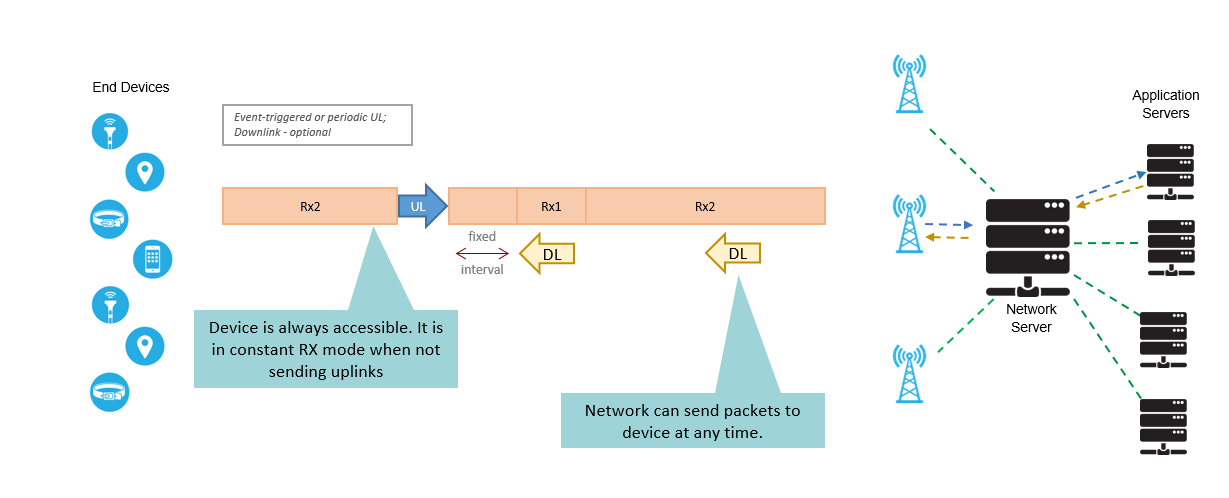 End Devices
Event-triggered or periodic UL;
Downlink - optional
Application
Servers
Rx2
UL
Rx1
Rx2
fixed
interval
DL
DL
Network
Server
Device is always accessible. It is
in constant RX mode when not
sending uplinks
Network can send packets to
device at any time.